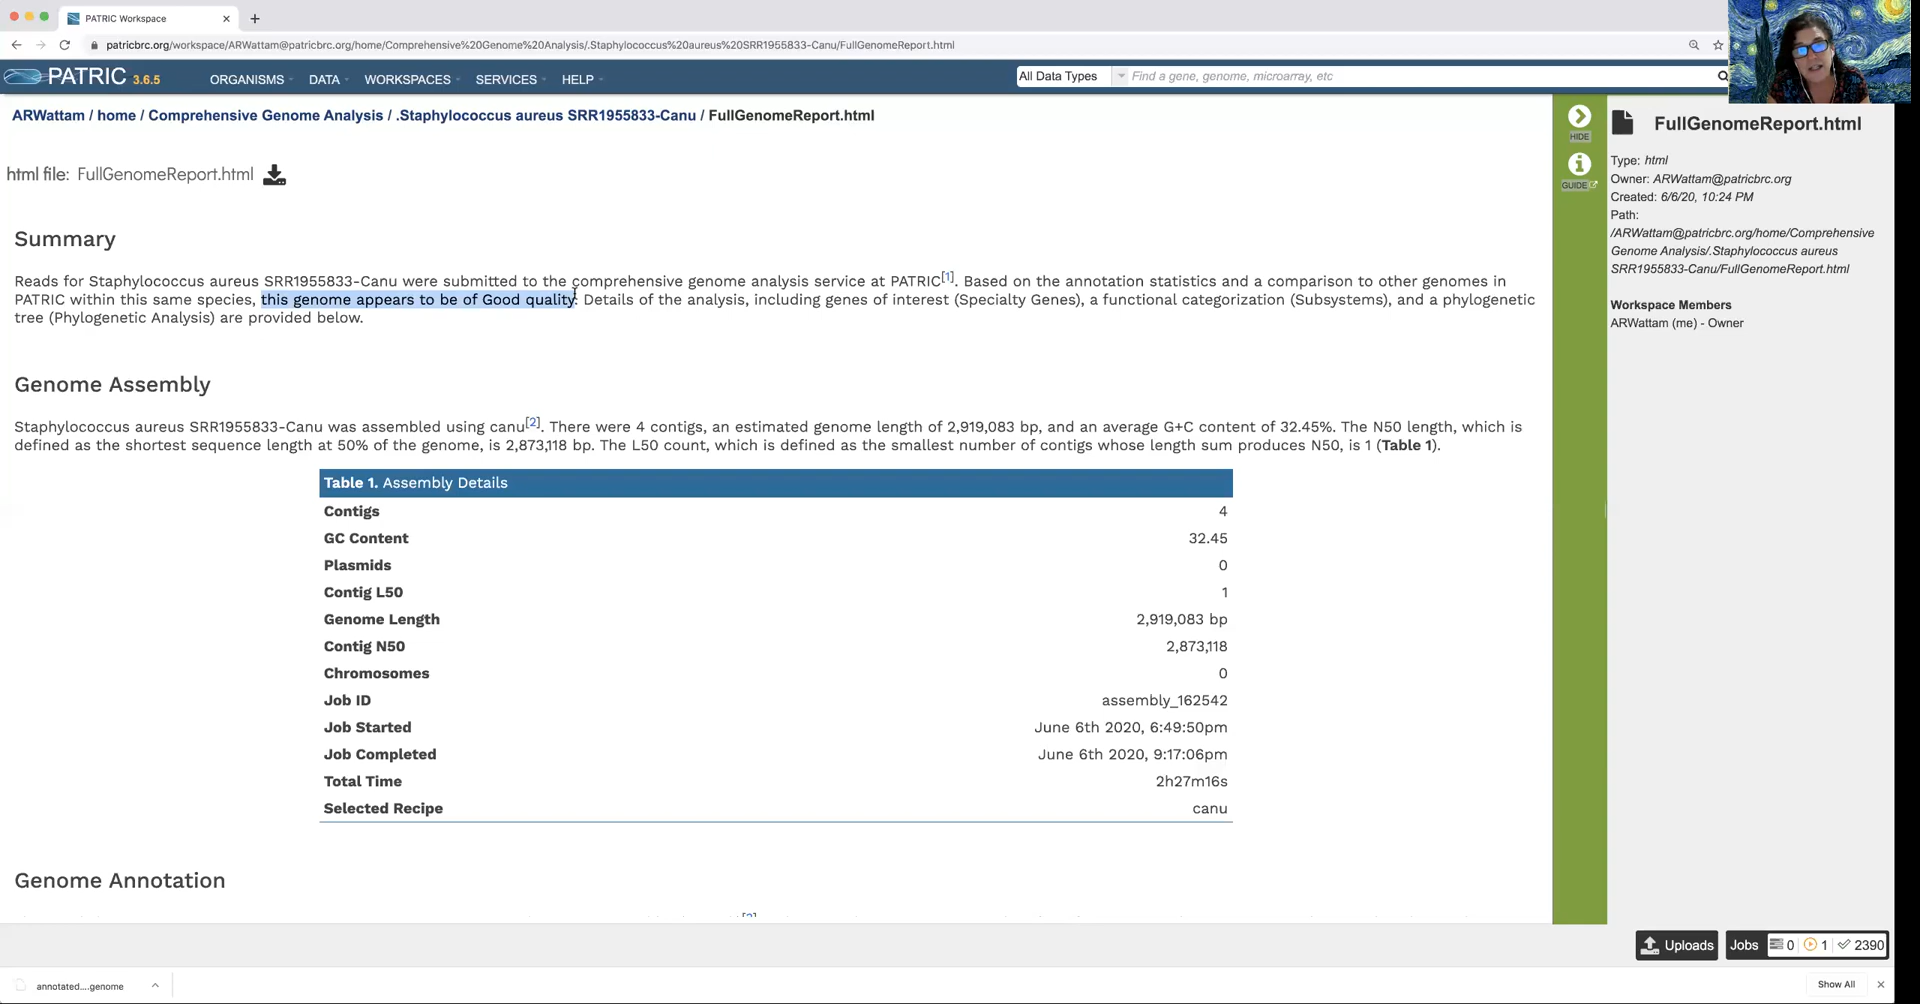 PATRIC Workspace
patricbrc.org/workspace/ARWattam@patricbrc.org/home/Comprehensive%20Genome%20Analysis/.Staphylococcus%20aureus%20SRR1955833-Canu/FullGenomeReport.html
PATRIC 3.6.5 ORGANISMS DATA WORKSPACES SERVICES HELP All Data Types Find a gene, genome, microarray, etc
ARWattam / home / Comprehensive Genome Analysis / .Staphylococcus aureus SRR1955833-Canu / FullGenomeReport.html
html file: FullGenomeReport.html
Summary
Reads for Staphylococcus aureus SRR1955833-Canu were submitted to the comprehensive genome analysis service at PATRIC[1]. Based on the annotation statistics and a comparison to other genomes in
PATRIC within this same species, this genome appears to be of Good quality. Details of the analysis, including genes of interest (Specialty Genes), a functional categorization (Subsystems), and a phylogenetic
tree (Phylogenetic Analysis) are provided below.
Genome Assembly
Staphylococcus aureus SRR1955833-Canu was assembled using canu[2]. There were 4 contigs, an estimated genome length of 2,919,083 bp, and an average G+C content of 32.45%. The N50 length, which is
defined as the shortest sequence length at 50% of the genome, is 2,873,118 bp. The L50 count, which is defined as the smallest number of contigs whose length sum produces N50, is 1 (Table 1).
Table 1. Assembly Details
Contigs 4
GC Content 32.45
Plasmids 0
Contig L50 1
Genome Length 2,919,083 bp
Contig N50 2,873,118
Chromosomes 0
Job ID assembly_162542
Job Started June 6th 2020, 6:49:50pm
Job Completed June 6th 2020, 9:17:06pm
Total Time 2h27m16s
Selected Recipe canu
Genome Annotation
HIDE
GUIDE
FullGenomeReport.html
Type: html
Owner: ARWattam@patricbrc.org
Created: 6/6/20, 10:24 PM
Path:
/ARWattam@patricbrc.org/home/Comprehensive
Genome Analysis/.Staphylococcus aureus
SRR1955833-Canu/FullGenomeReport.html
Workspace Members
ARWattam (me) - Owner
Uploads Jobs 0 1 2390
annotated....genome
Show All